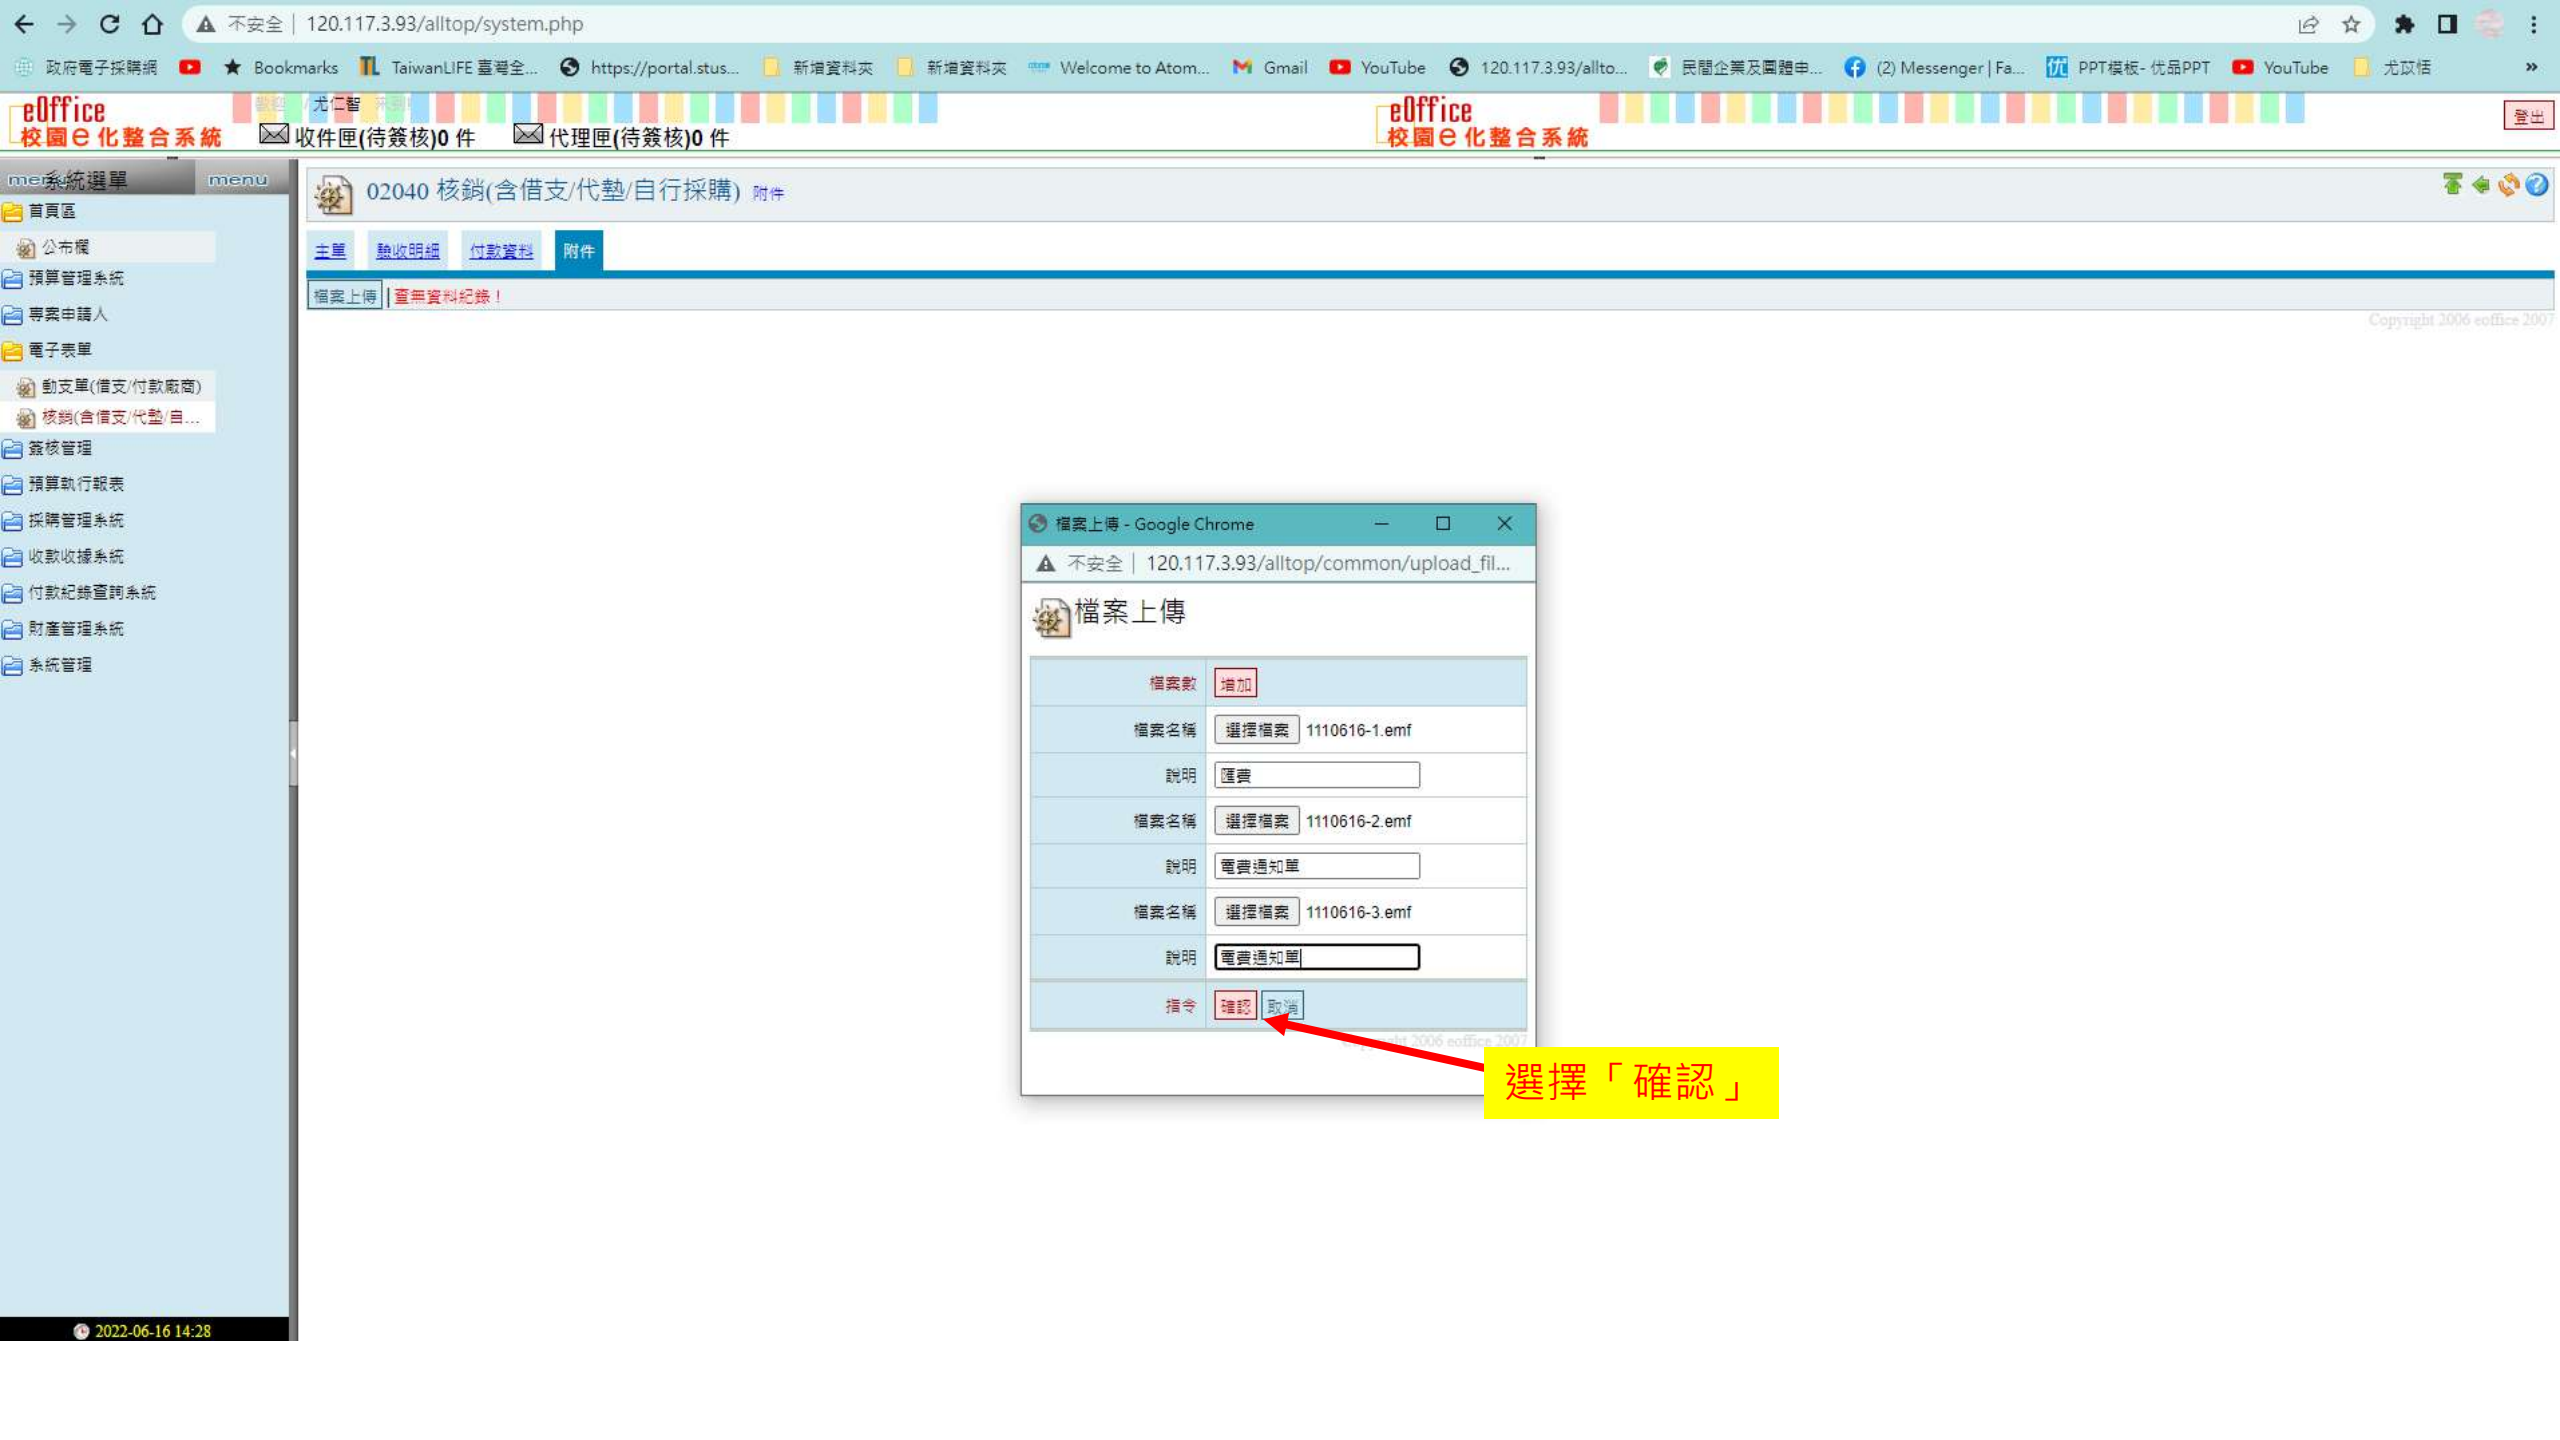 不安全 | 120.117.3.93/alltop/system.php
政府電子採購網 Bookmarks TaiwanLIFE 臺灣全... https://portal.stus... 新增資料夾 新增資料夾 Welcome to Atom... Gmail YouTube 120.117.3.93/allto... 民間企業及團體申... (2) Messenger | Fa... PPT模板- 优品PPT YouTube 尤苡恬 »
eOffice
校園e化整合系統
尤仁智
收件匣(待簽核)0 件 代理匣(待簽核)0 件
eOffice
校園e化整合系統
登出
系統選單 menu
首頁區
公布欄
預算管理系統
專案申請人
電子表單
動支單(借支/付款廠商)
核銷(含借支/代墊/自...
簽核管理
預算執行報表
採購管理系統
收款收據系統
付款紀錄查詢系統
財產管理系統
系統管理
2022-06-16 14:28
02040 核銷(含借支/代墊/自行採購) 附件
主單 驗收明細 付款資料 附件
檔案上傳 | 查無資料紀錄！
Copyright 2006 eoffice 2007
檔案上傳 - Google Chrome
不安全 | 120.117.3.93/alltop/common/upload_fil...
檔案上傳
檔案數 增加
檔案名稱 選擇檔案 1110616-1.emf
說明 匯費
檔案名稱 選擇檔案 1110616-2.emf
說明 電費通知單
檔案名稱 選擇檔案 1110616-3.emf
說明 電費通知單
指令 確認 取消
2006 eoffice 2007
選擇「確認」